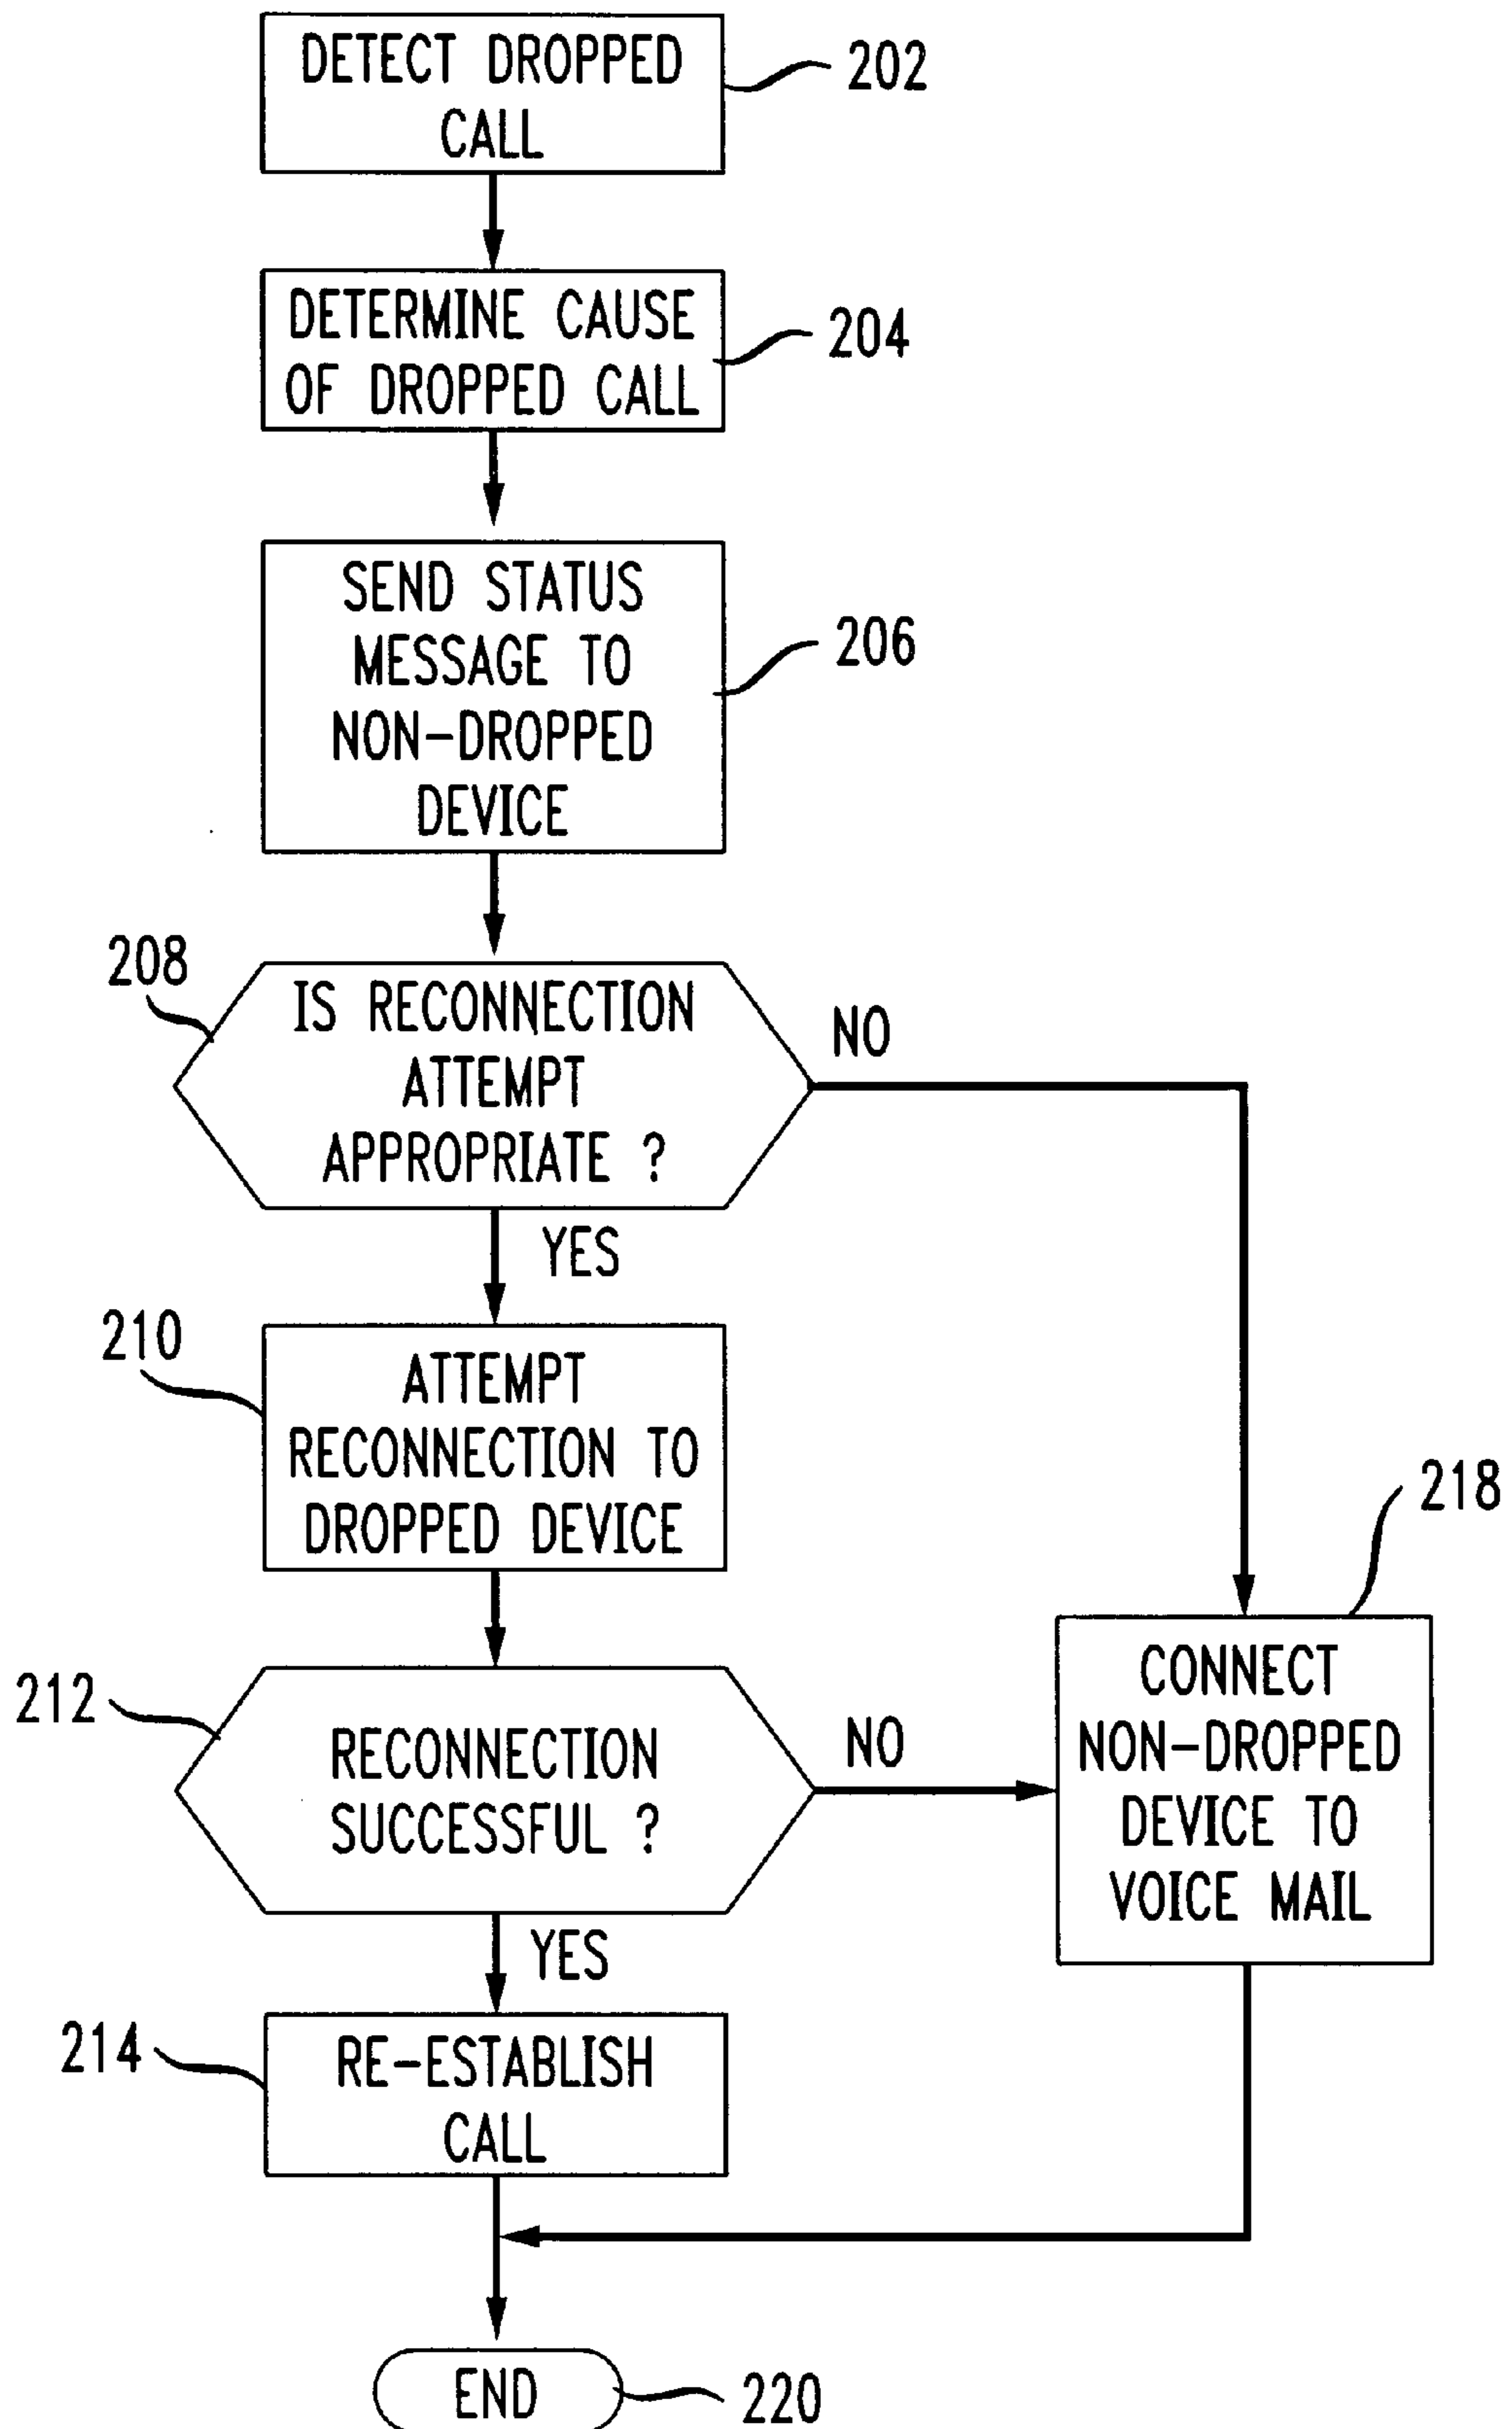 DETECT DROPPED
CALL
202
DETERMINE CAUSE
OF DROPPED CALL
204
SEND STATUS
MESSAGE TO
NON-DROPPED
DEVICE
206
208
IS RECONNECTION
ATTEMPT
APPROPRIATE ?
NO
YES
210
ATTEMPT
RECONNECTION TO
DROPPED DEVICE
212
RECONNECTION
SUCCESSFUL ?
NO
YES
218
CONNECT
NON-DROPPED
DEVICE TO
VOICE MAIL
214
RE-ESTABLISH
CALL
END
220